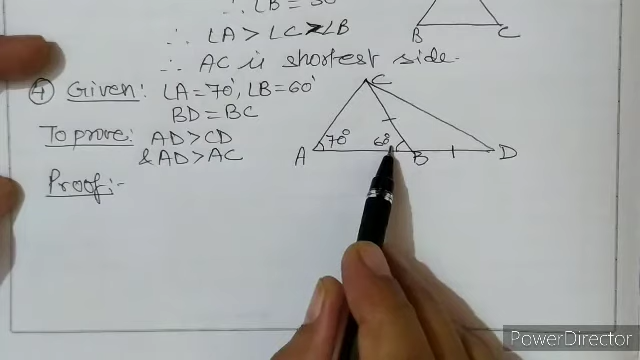 ∴ ∠B = 50°
∴ ∠A > ∠C > ∠B
∴ AC is shortest side.
B C
④ Given: ∠A = 70°, ∠B = 60°
BD = BC
To prove: AD > CD
& AD > AC
Proof:-
C
70° 60°
A B D
PowerDirector